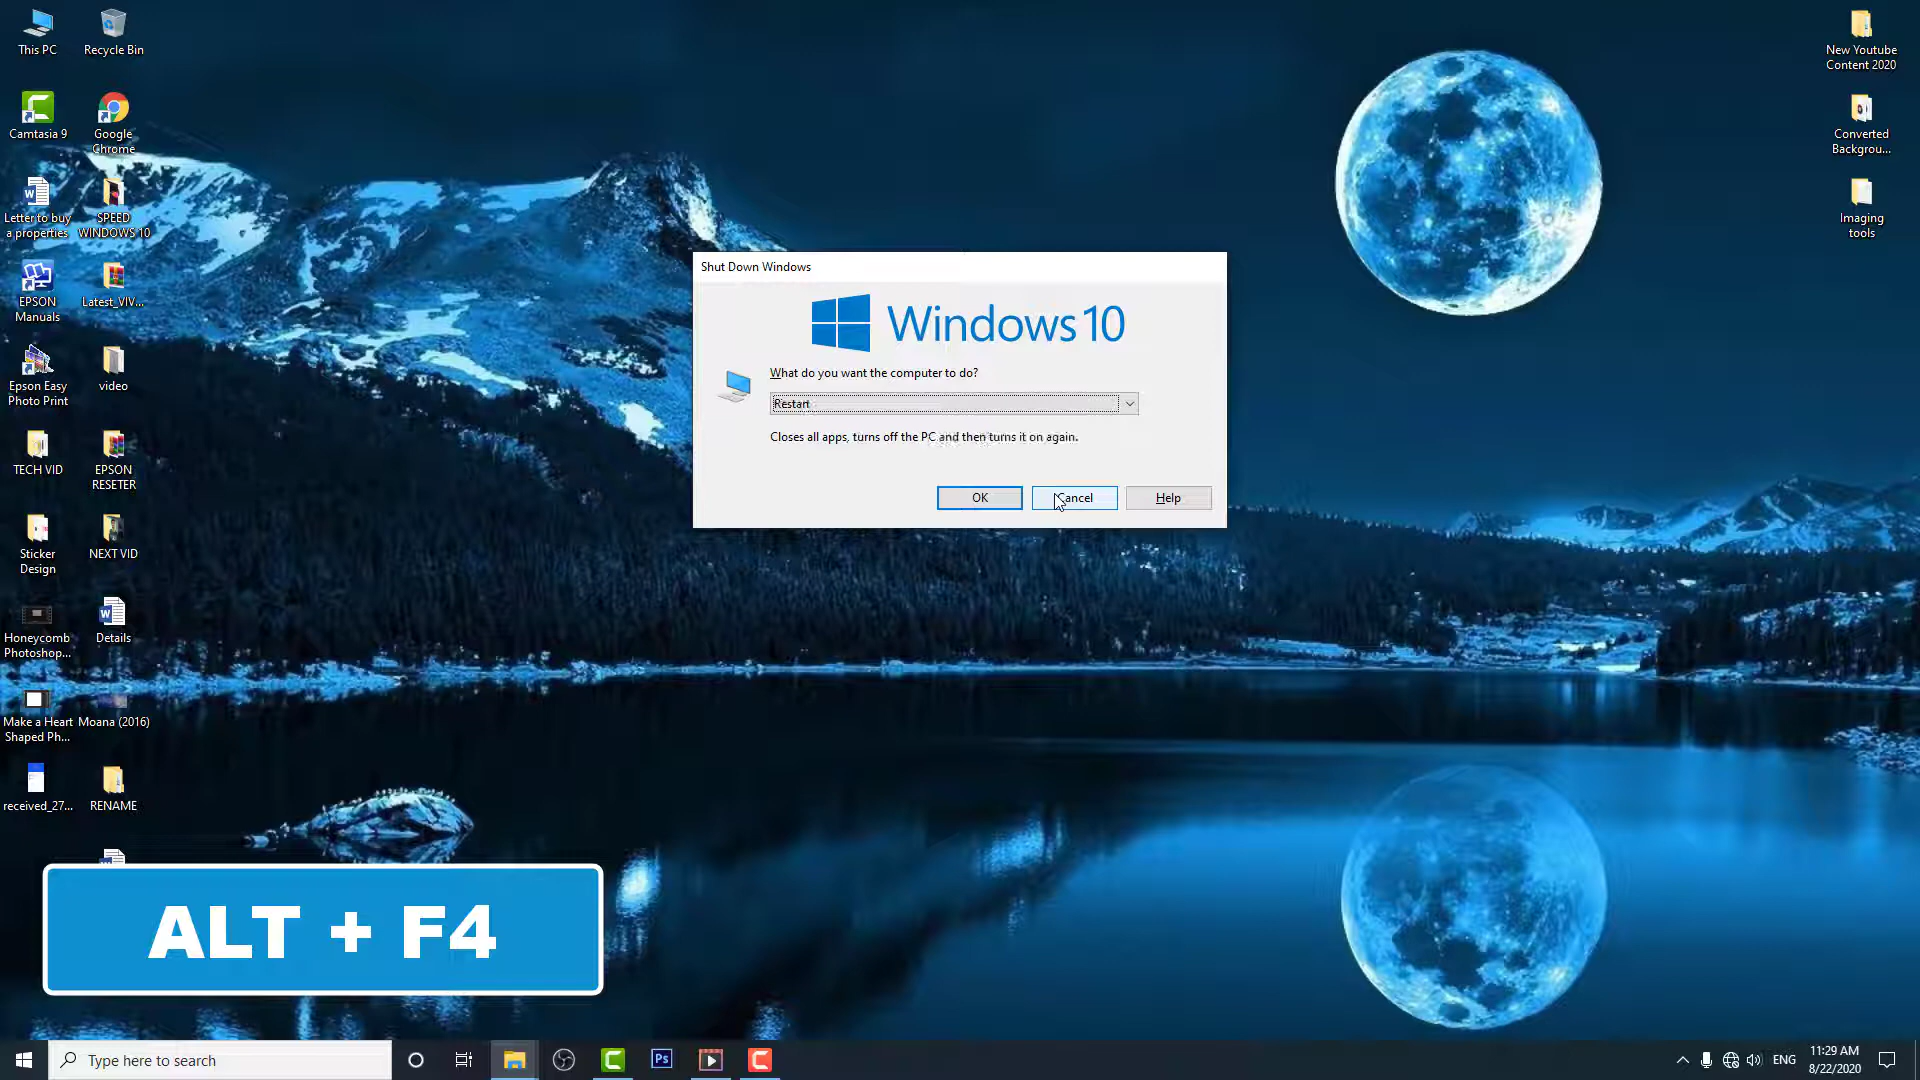 This PC
Recycle Bin
New Youtube
Content 2020
Camtasia 9
Google
Chrome
Converted
Backgrou...
Letter to buy
a properties
SPEED
WINDOWS 10
Imaging
tools
EPSON
Manuals
Latest_VIV...
Epson Easy
Photo Print
video
TECH VID
EPSON
RESETER
Sticker
Design
NEXT VID
Honeycomb
Photoshop...
Details
Make a Heart
Shaped Ph...
Moana (2016)
received_27...
RENAME
Shut Down Windows
Windows 10
What do you want the computer to do?
Restart
Closes all apps, turns off the PC and then turns it on again.
OK
Cancel
Help
ALT + F4
Type here to search
Ps
ENG
11:29 AM
8/22/2020